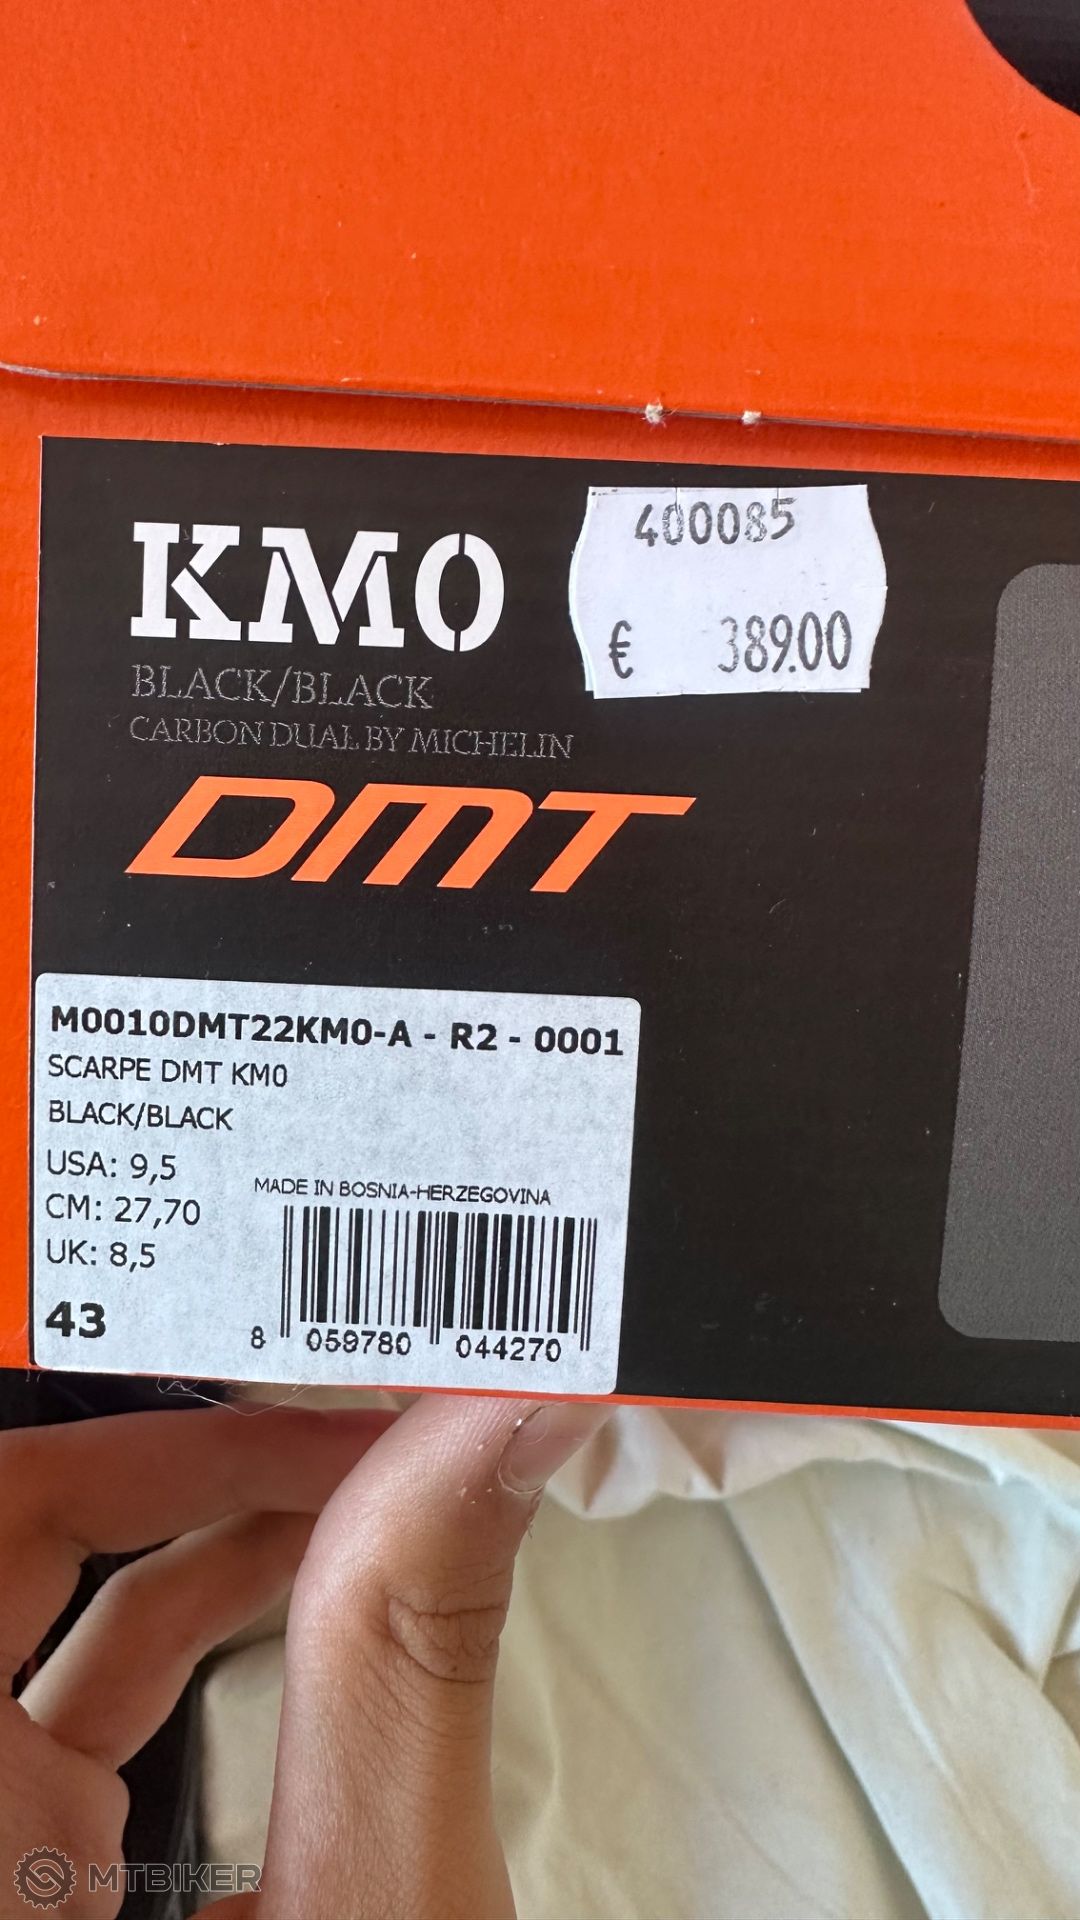 KM0
BLACK/BLACK
CARBON DUAL BY MICHELIN
DMT
400085
€ 389.00
M0010DMT22KM0-A - R2 - 0001
SCARPE DMT KM0
BLACK/BLACK
USA: 9,5
CM: 27,70
UK: 8,5
43
MADE IN BOSNIA-HERZEGOVINA
8 059780 044270
MTBIKER